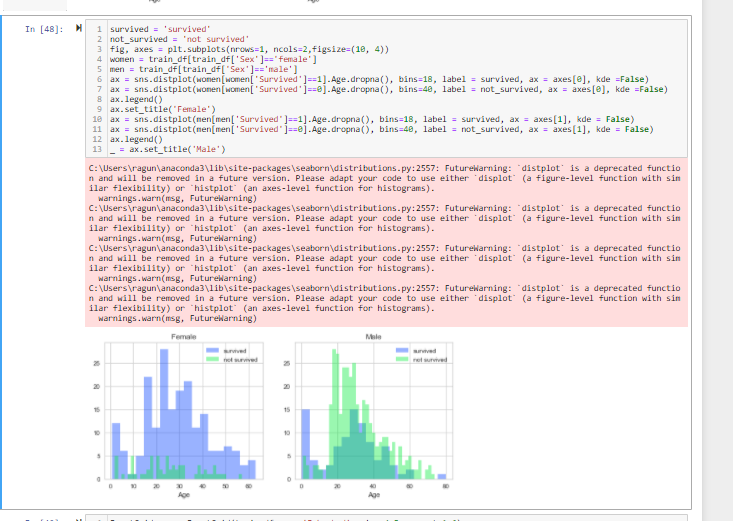 Age
Age
In [48]:
1 survived = 'survived'
2 not_survived = 'not survived'
3 fig, axes = plt.subplots(nrows=1, ncols=2,figsize=(10, 4))
4 women = train_df[train_df['Sex']=='female']
5 men = train_df[train_df['Sex']=='male']
6 ax = sns.distplot(women[women['Survived']==1].Age.dropna(), bins=18, label = survived, ax = axes[0], kde =False)
7 ax = sns.distplot(women[women['Survived']==0].Age.dropna(), bins=40, label = not_survived, ax = axes[0], kde =False)
8 ax.legend()
9 ax.set_title('Female')
10 ax = sns.distplot(men[men['Survived']==1].Age.dropna(), bins=18, label = survived, ax = axes[1], kde = False)
11 ax = sns.distplot(men[men['Survived']==0].Age.dropna(), bins=40, label = not_survived, ax = axes[1], kde = False)
12 ax.legend()
13 _ = ax.set_title('Male')
C:\Users\ragun\anaconda3\lib\site-packages\seaborn\distributions.py:2557: FutureWarning: `distplot` is a deprecated functio
n and will be removed in a future version. Please adapt your code to use either `displot` (a figure-level function with sim
ilar flexibility) or `histplot` (an axes-level function for histograms).
warnings.warn(msg, FutureWarning)
C:\Users\ragun\anaconda3\lib\site-packages\seaborn\distributions.py:2557: FutureWarning: `distplot` is a deprecated functio
n and will be removed in a future version. Please adapt your code to use either `displot` (a figure-level function with sim
ilar flexibility) or `histplot` (an axes-level function for histograms).
warnings.warn(msg, FutureWarning)
C:\Users\ragun\anaconda3\lib\site-packages\seaborn\distributions.py:2557: FutureWarning: `distplot` is a deprecated functio
n and will be removed in a future version. Please adapt your code to use either `displot` (a figure-level function with sim
ilar flexibility) or `histplot` (an axes-level function for histograms).
warnings.warn(msg, FutureWarning)
C:\Users\ragun\anaconda3\lib\site-packages\seaborn\distributions.py:2557: FutureWarning: `distplot` is a deprecated functio
n and will be removed in a future version. Please adapt your code to use either `displot` (a figure-level function with sim
ilar flexibility) or `histplot` (an axes-level function for histograms).
warnings.warn(msg, FutureWarning)
Female
survived
not survived
25
20
15
10
5
0
0 10 20 30 40 50 60
Age
Male
survived
not survived
25
20
15
10
5
0
0 20 40 60 80
Age